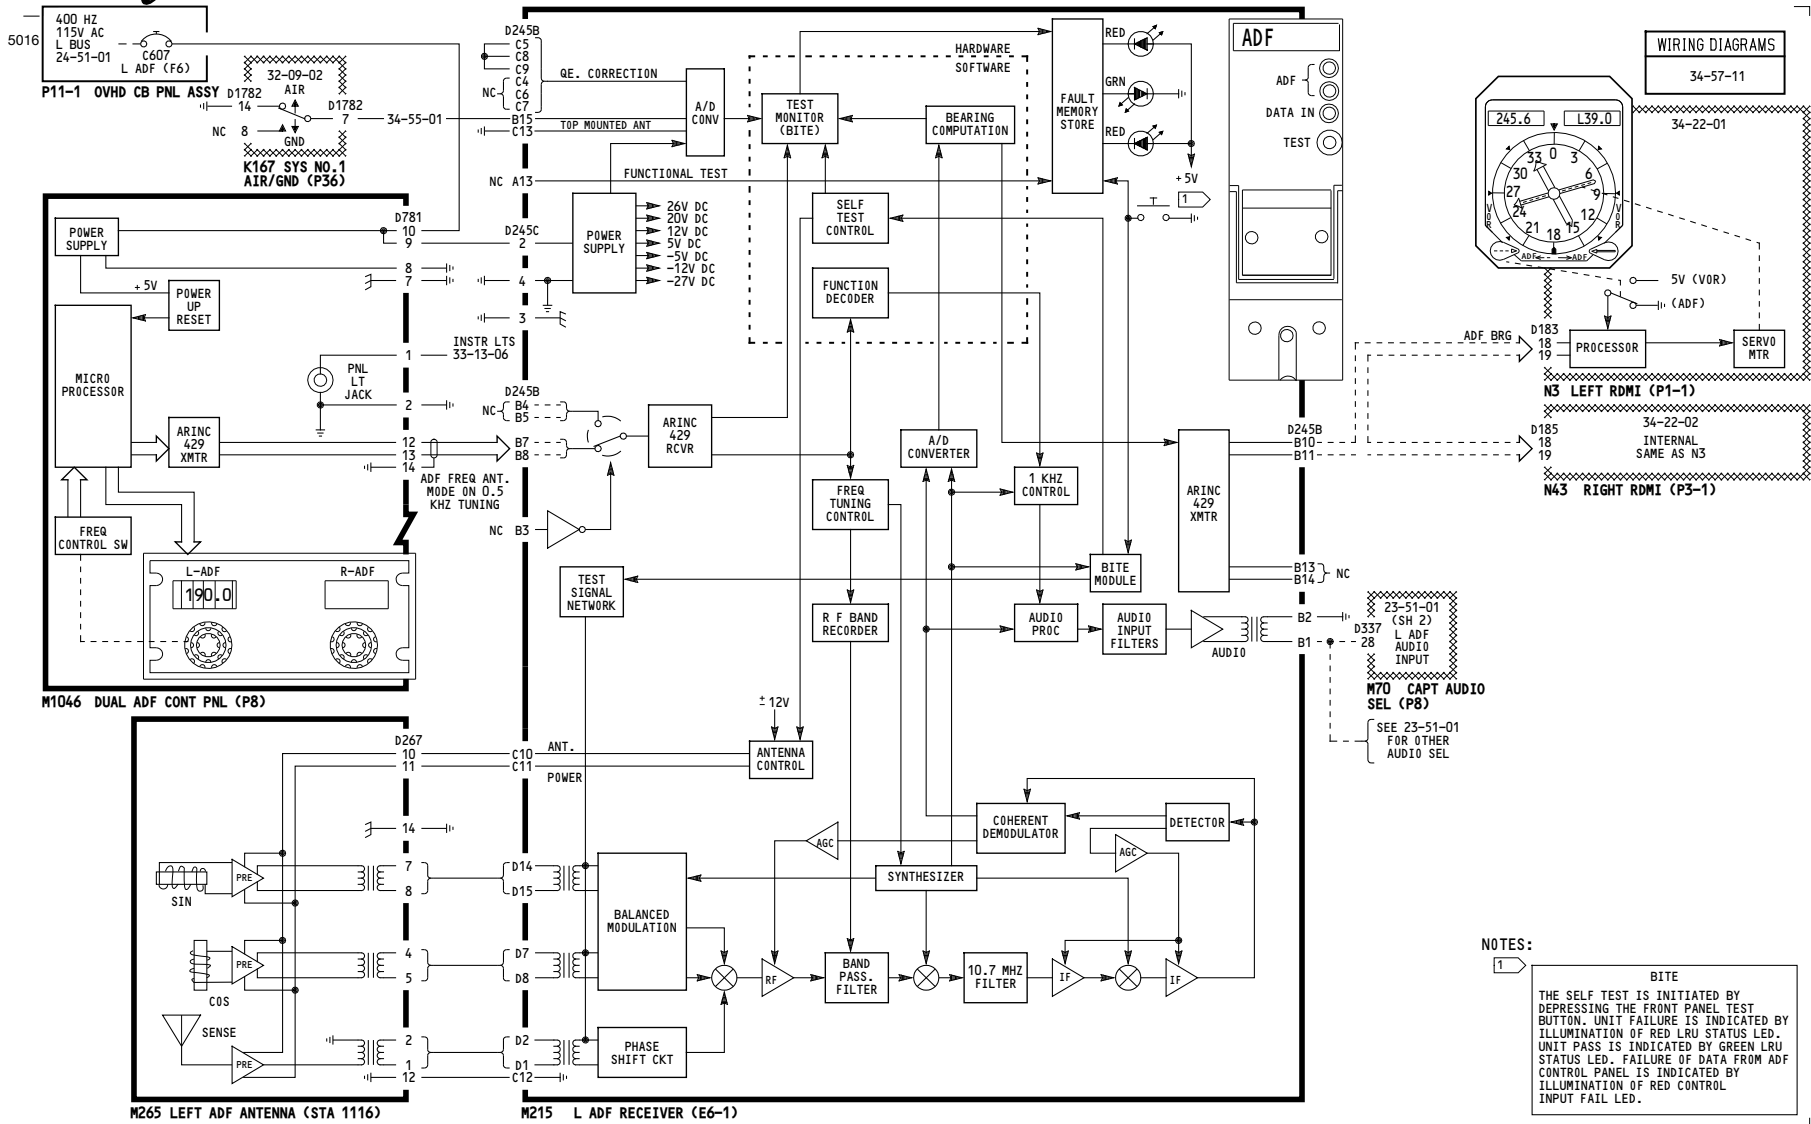 5016
400 HZ
115V AC
L BUS
24-51-01
C607
L ADF (F6)
P11-1 OVHD CB PNL ASSY
32-09-02
AIR
D1782
14
D1782
7
34-55-01
NC 8
GND
K167 SYS NO.1
AIR/GND (P36)
D245B
C5
C8
C9
C4
NC C6
C7
B15
C13
QE. CORRECTION
TOP MOUNTED ANT
A/D
CONV
NC A13
FUNCTIONAL TEST
HARDWARE
SOFTWARE
TEST
MONITOR
(BITE)
BEARING
COMPUTATION
FAULT
MEMORY
STORE
RED
GRN
RED
+5V
1
ADF
ADF
DATA IN
TEST
WIRING DIAGRAMS
34-57-11
34-22-01
245.6
L39.0
33 0 3
30 6
27 9
24 12
21 18 15
VOR
VOR
ADF
ADF
5V (VOR)
(ADF)
ADF BRG
D183
18
19
PROCESSOR
SERVO
MTR
N3 LEFT RDMI (P1-1)
D185
18
19
34-22-02
INTERNAL
SAME AS N3
N43 RIGHT RDMI (P3-1)
D781
10
9
8
7
1
2
12
13
14
POWER
SUPPLY
+5V
POWER
UP
RESET
MICRO
PROCESSOR
PNL
LT
JACK
INSTR LTS
33-13-06
ARINC
429
XMTR
FREQ
CONTROL SW
L-ADF
R-ADF
190.0
M1046 DUAL ADF CONT PNL (P8)
ADF FREQ ANT.
MODE ON 0.5
KHZ TUNING
D245C
2
4
3
POWER
SUPPLY
26V DC
20V DC
12V DC
5V DC
-5V DC
-12V DC
-27V DC
SELF
TEST
CONTROL
FUNCTION
DECODER
D245B
NC B4
B5
B7
B8
NC B3
ARINC
429
RCVR
A/D
CONVERTER
1 KHZ
CONTROL
FREQ
TUNING
CONTROL
ARINC
429
XMTR
D245B
B10
B11
B13
B14
NC
TEST
SIGNAL
NETWORK
BITE
MODULE
R F BAND
RECORDER
AUDIO
PROC
AUDIO
INPUT
FILTERS
AUDIO
B2
B1
D337
28
23-51-01
(SH 2)
L ADF
AUDIO
INPUT
M70 CAPT AUDIO
SEL (P8)
SEE 23-51-01
FOR OTHER
AUDIO SEL
D267
10
11
14
7
8
4
5
2
1
12
C10
C11
ANT.
POWER
± 12V
ANTENNA
CONTROL
COHERENT
DEMODULATOR
DETECTOR
AGC
AGC
SYNTHESIZER
PRE
SIN
PRE
COS
SENSE
PRE
D14
D15
D7
D8
D2
D1
C12
BALANCED
MODULATION
PHASE
SHIFT CKT
RF
BAND
PASS.
FILTER
10.7 MHZ
FILTER
IF
IF
M265 LEFT ADF ANTENNA (STA 1116)
M215 L ADF RECEIVER (E6-1)
NOTES:
1
BITE
THE SELF TEST IS INITIATED BY
DEPRESSING THE FRONT PANEL TEST
BUTTON. UNIT FAILURE IS INDICATED BY
ILLUMINATION OF RED LRU STATUS LED.
UNIT PASS IS INDICATED BY GREEN LRU
STATUS LED. FAILURE OF DATA FROM ADF
CONTROL PANEL IS INDICATED BY
ILLUMINATION OF RED CONTROL
INPUT FAIL LED.